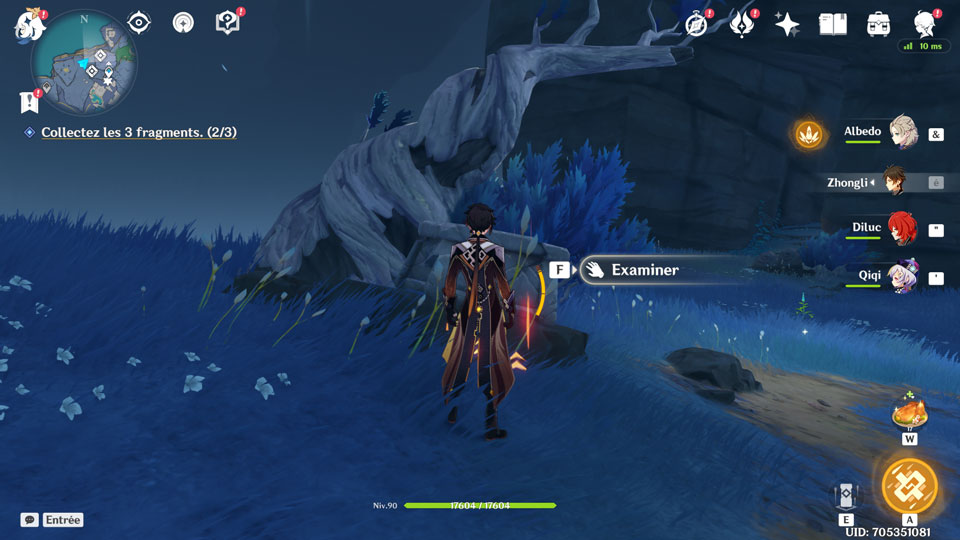 N
10 ms
Collectez les 3 fragments. (2/3)
Albedo
&
Zhongli
é
Diluc
"
Qiqi
'
F
Examiner
W
Niv.90
17604 / 17604
Entrée
E
A
UID: 705351081